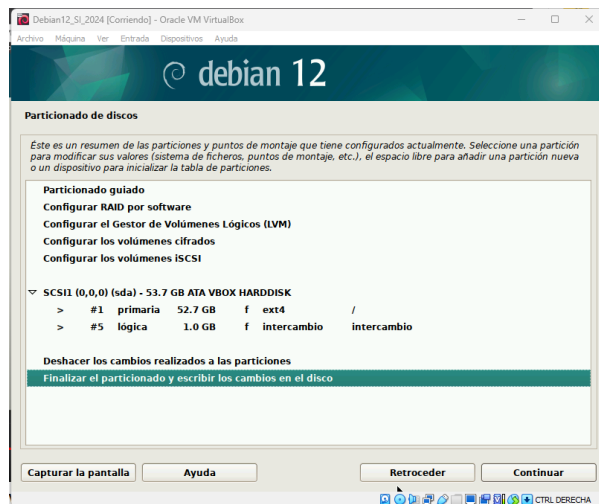 Debian12_SI_2024 [Corriendo] - Oracle VM VirtualBox
Archivo Máquina Ver Entrada Dispositivos Ayuda
debian 12
Particionado de discos
Éste es un resumen de las particiones y puntos de montaje que tiene configurados actualmente. Seleccione una partición
para modificar sus valores (sistema de ficheros, puntos de montaje, etc.), el espacio libre para añadir una partición nueva
o un dispositivo para inicializar la tabla de particiones.
Particionado guiado
Configurar RAID por software
Configurar el Gestor de Volúmenes Lógicos (LVM)
Configurar los volúmenes cifrados
Configurar los volúmenes iSCSI
SCSI1 (0,0,0) (sda) - 53.7 GB ATA VBOX HARDDISK
> #1 primaria 52.7 GB f ext4 /
> #5 lógica 1.0 GB f intercambio intercambio
Deshacer los cambios realizados a las particiones
Finalizar el particionado y escribir los cambios en el disco
Capturar la pantalla Ayuda Retroceder Continuar
CTRL DERECHA